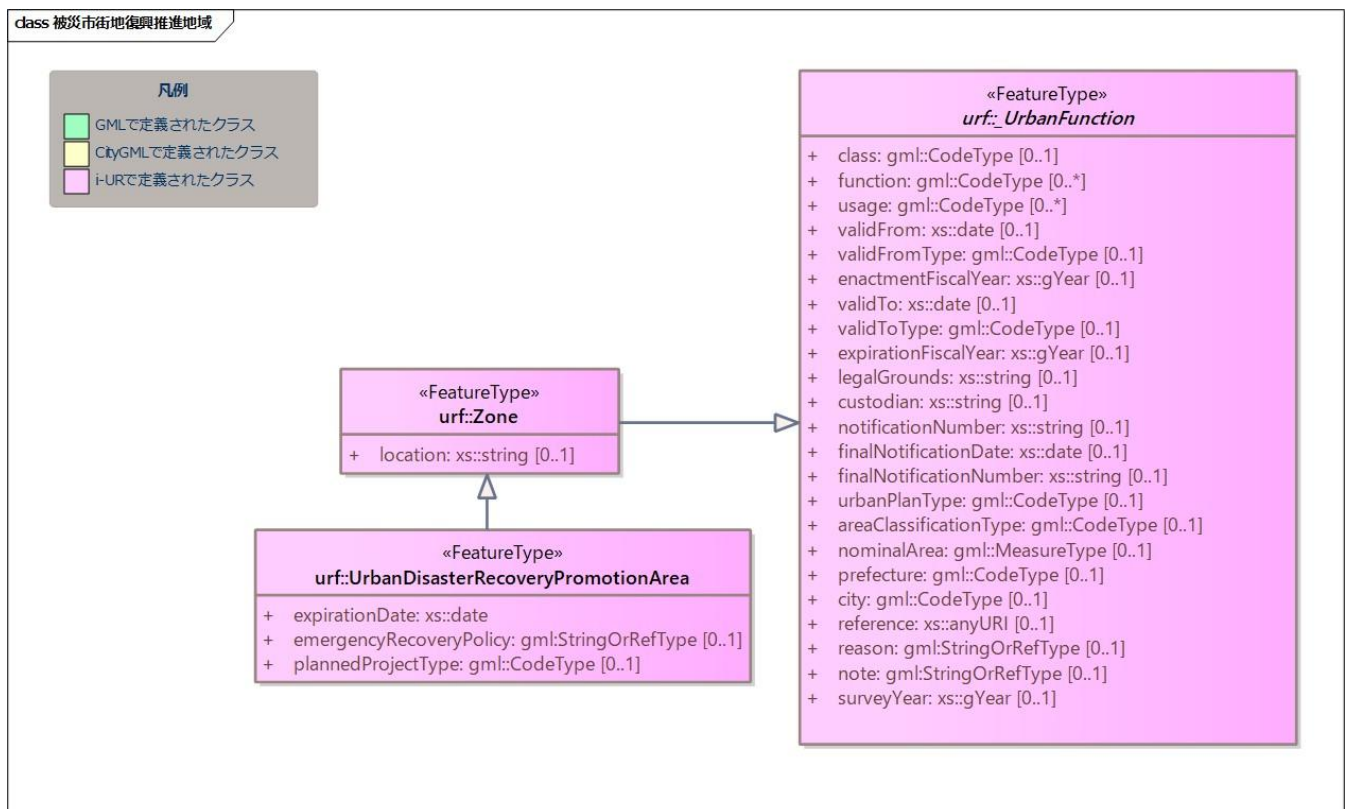 class 被災市街地復興推進地域
凡例
GMLで定義されたクラス
CityGMLで定義されたクラス
i-URで定義されたクラス
«FeatureType»
urf::_UrbanFunction
+ class: gml::CodeType [0..1]
+ function: gml::CodeType [0..*]
+ usage: gml::CodeType [0..*]
+ validFrom: xs::date [0..1]
+ validFromType: gml::CodeType [0..1]
+ enactmentFiscalYear: xs::gYear [0..1]
+ validTo: xs::date [0..1]
+ validToType: gml::CodeType [0..1]
+ expirationFiscalYear: xs::gYear [0..1]
+ legalGrounds: xs::string [0..1]
+ custodian: xs::string [0..1]
+ notificationNumber: xs::string [0..1]
+ finalNotificationDate: xs::date [0..1]
+ finalNotificationNumber: xs::string [0..1]
+ urbanPlanType: gml::CodeType [0..1]
+ areaClassificationType: gml::CodeType [0..1]
+ nominalArea: gml::MeasureType [0..1]
+ prefecture: gml::CodeType [0..1]
+ city: gml::CodeType [0..1]
+ reference: xs::anyURI [0..1]
+ reason: gml:StringOrRefType [0..1]
+ note: gml:StringOrRefType [0..1]
+ surveyYear: xs::gYear [0..1]
«FeatureType»
urf::Zone
+ location: xs::string [0..1]
«FeatureType»
urf::UrbanDisasterRecoveryPromotionArea
+ expirationDate: xs::date
+ emergencyRecoveryPolicy: gml:StringOrRefType [0..1]
+ plannedProjectType: gml::CodeType [0..1]